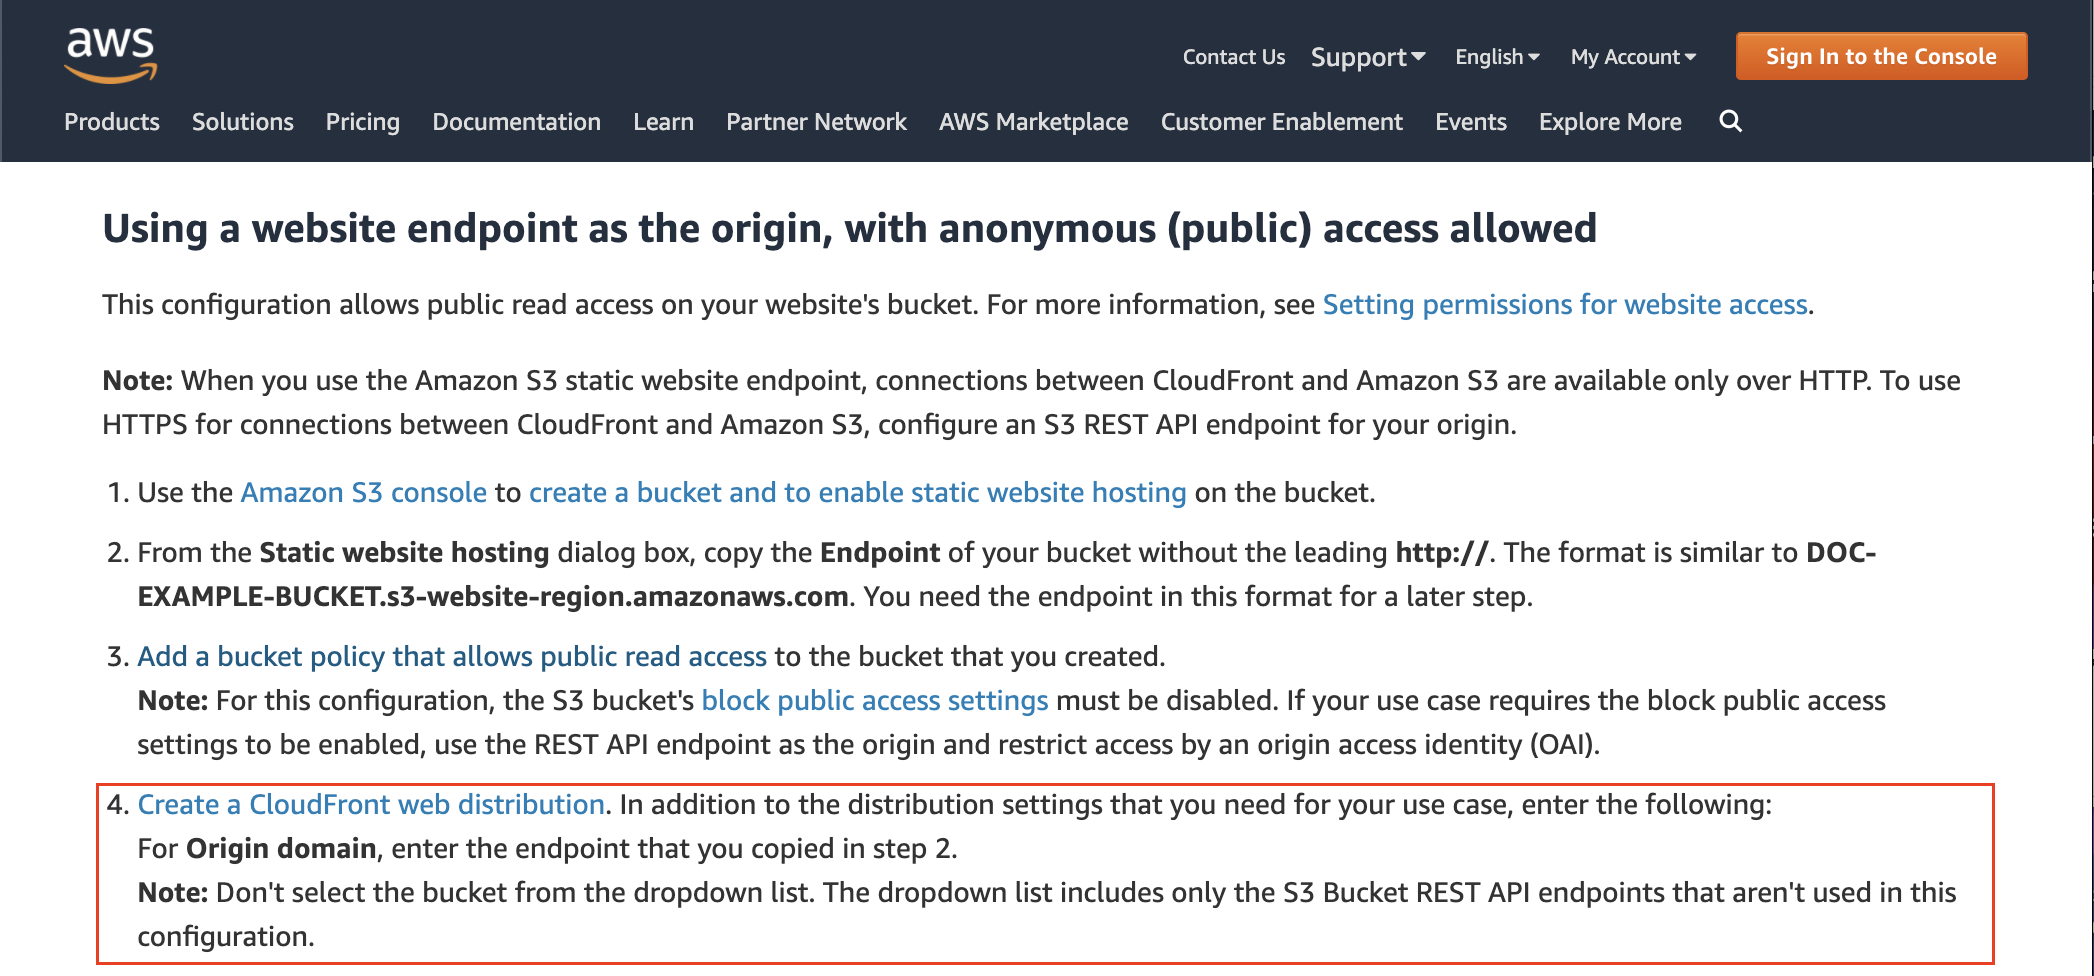 aws
Contact Us Support English My Account Sign In to the Console
Products Solutions Pricing Documentation Learn Partner Network AWS Marketplace Customer Enablement Events Explore More
Using a website endpoint as the origin, with anonymous (public) access allowed
This configuration allows public read access on your website's bucket. For more information, see Setting permissions for website access.
Note: When you use the Amazon S3 static website endpoint, connections between CloudFront and Amazon S3 are available only over HTTP. To use
HTTPS for connections between CloudFront and Amazon S3, configure an S3 REST API endpoint for your origin.
1. Use the Amazon S3 console to create a bucket and to enable static website hosting on the bucket.
2. From the Static website hosting dialog box, copy the Endpoint of your bucket without the leading http://. The format is similar to DOC-
EXAMPLE-BUCKET.s3-website-region.amazonaws.com. You need the endpoint in this format for a later step.
3. Add a bucket policy that allows public read access to the bucket that you created.
Note: For this configuration, the S3 bucket's block public access settings must be disabled. If your use case requires the block public access
settings to be enabled, use the REST API endpoint as the origin and restrict access by an origin access identity (OAI).
4. Create a CloudFront web distribution. In addition to the distribution settings that you need for your use case, enter the following:
For Origin domain, enter the endpoint that you copied in step 2.
Note: Don't select the bucket from the dropdown list. The dropdown list includes only the S3 Bucket REST API endpoints that aren't used in this
configuration.